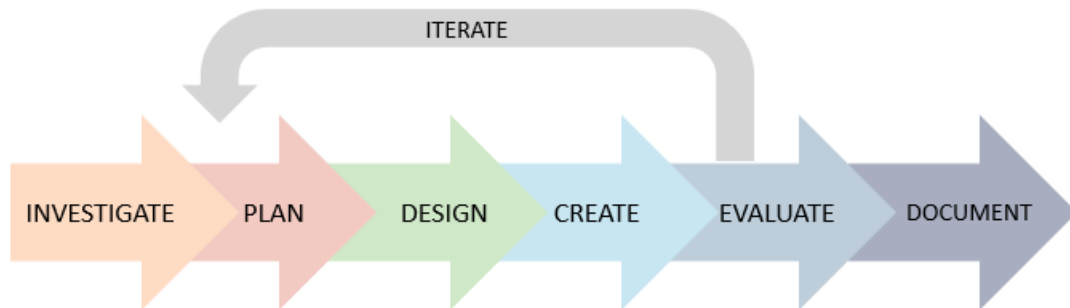 ITERATE
INVESTIGATE
PLAN
DESIGN
CREATE
EVALUATE
DOCUMENT